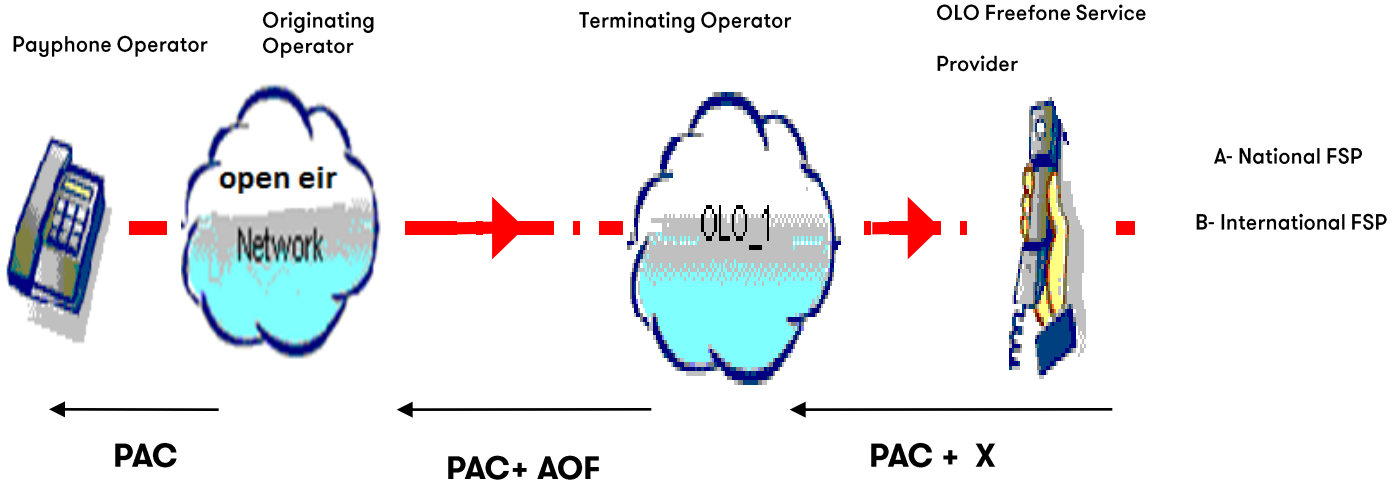 Payphone Operator
Originating
Operator
Terminating Operator
OLO Freefone Service
Provider
open eir
Network
OLO_1
A- National FSP
B- International FSP
PAC
PAC+ AOF
PAC + X